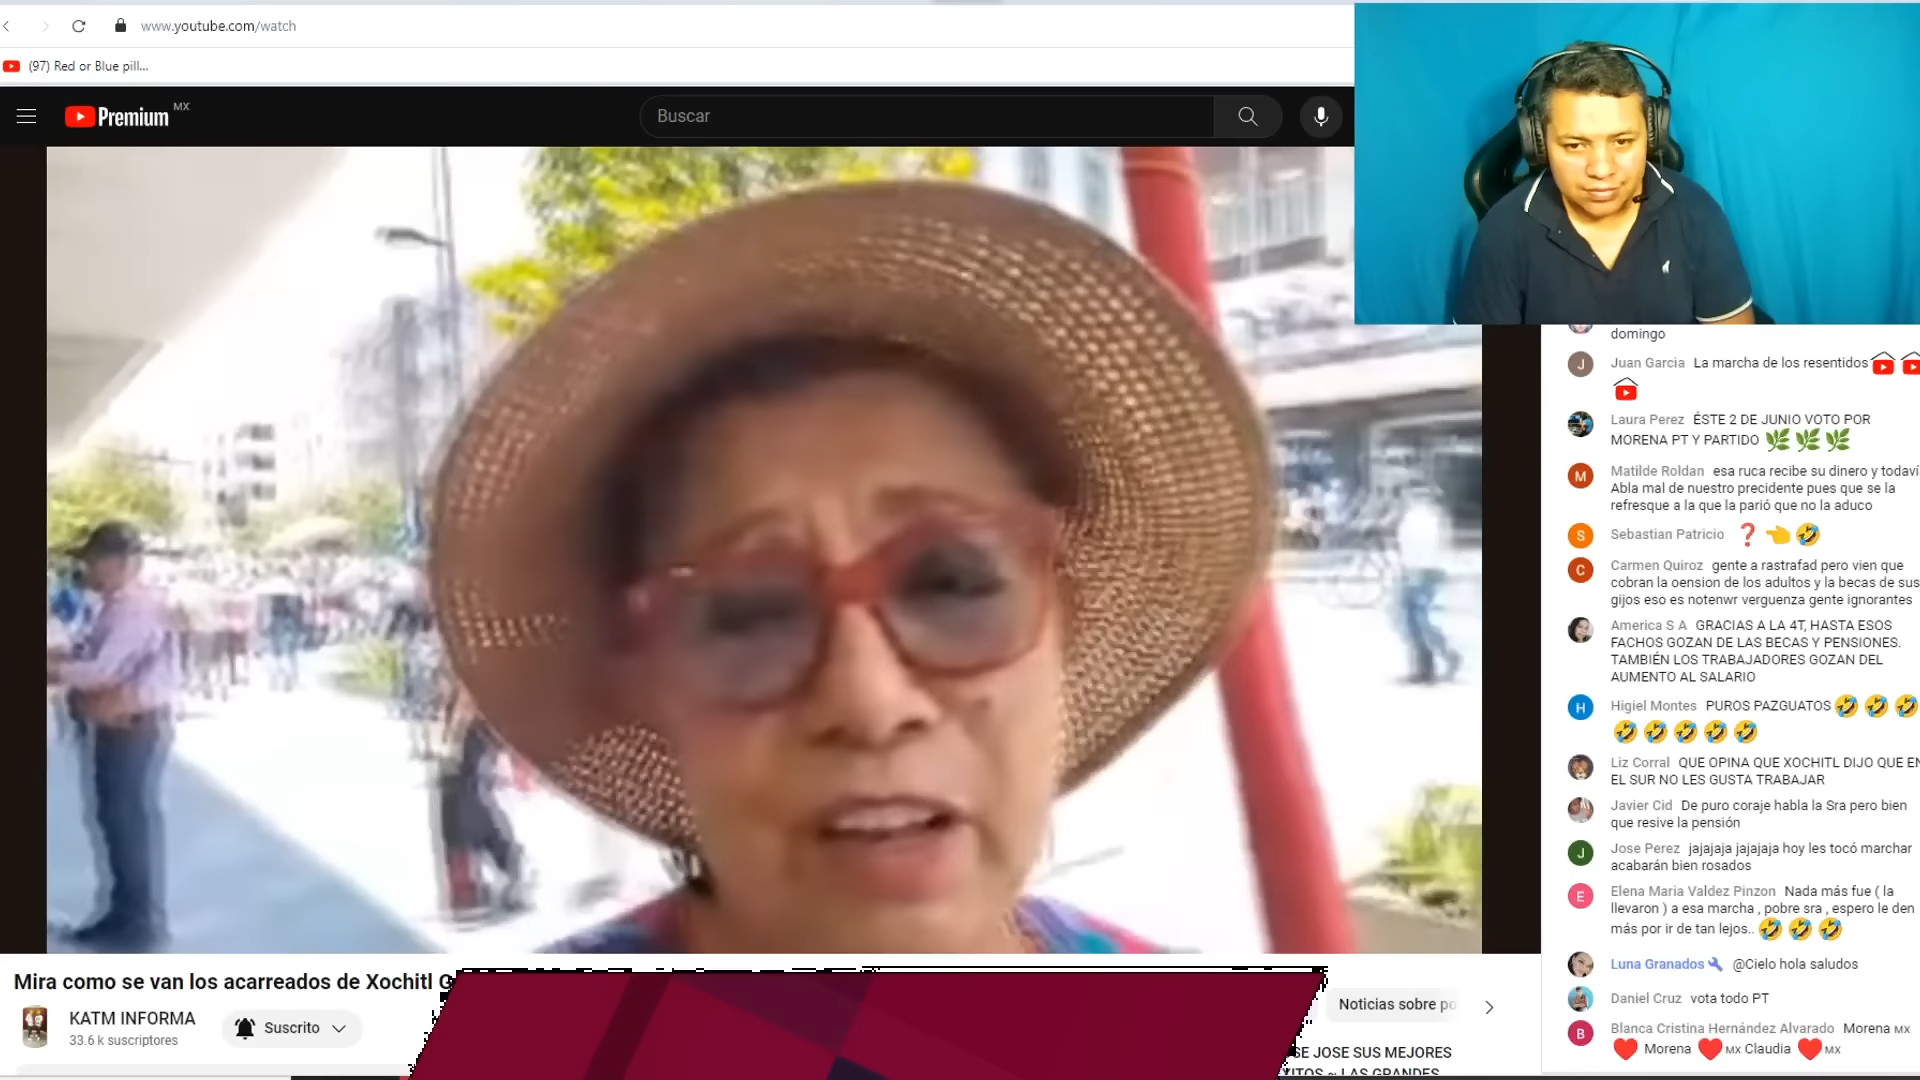 www.youtube.com/watch
(97) Red or Blue pill...
Premium MX
Buscar
domingo
Juan Garcia La marcha de los resentidos
Laura Perez ÉSTE 2 DE JUNIO VOTO POR
MORENA PT Y PARTIDO
Matilde Roldan esa ruca recibe su dinero y todaví
Abla mal de nuestro precidente pues que se la
refresque a la que la parió que no la aduco
Sebastian Patricio ❓ 👈 🤣
Carmen Quiroz gente a rastrafad pero vien que
cobran la oension de los adultos y la becas de sus
gijos eso es notenwr verguenza gente ignorantes
America S A GRACIAS A LA 4T, HASTA ESOS
FACHOS GOZAN DE LAS BECAS Y PENSIONES.
TAMBIÉN LOS TRABAJADORES GOZAN DEL
AUMENTO AL SALARIO
Higiel Montes PUROS PAZGUATOS 🤣 🤣 🤣
🤣 🤣 🤣 🤣 🤣
Liz Corral QUE OPINA QUE XOCHITL DIJO QUE EN
EL SUR NO LES GUSTA TRABAJAR
Javier Cid De puro coraje habla la Sra pero bien
que resive la pensión
Jose Perez jajajaja jajajaja hoy les tocó marchar
acabarán bien rosados
Elena Maria Valdez Pinzon Nada más fue ( la
llevaron ) a esa marcha , pobre sra , espero le den
más por ir de tan lejos.. 🤣 🤣 🤣
Luna Granados @Cielo hola saludos
Daniel Cruz vota todo PT
Blanca Cristina Hernández Alvarado Morena MX
❤️ Morena ❤️ MX Claudia ❤️ MX
Mira como se van los acarreados de Xochitl
KATM INFORMA
33.6 k suscriptores
Suscrito
Noticias sobre po
SE JOSE SUS MEJORES
XITOS ~ LAS GRANDES